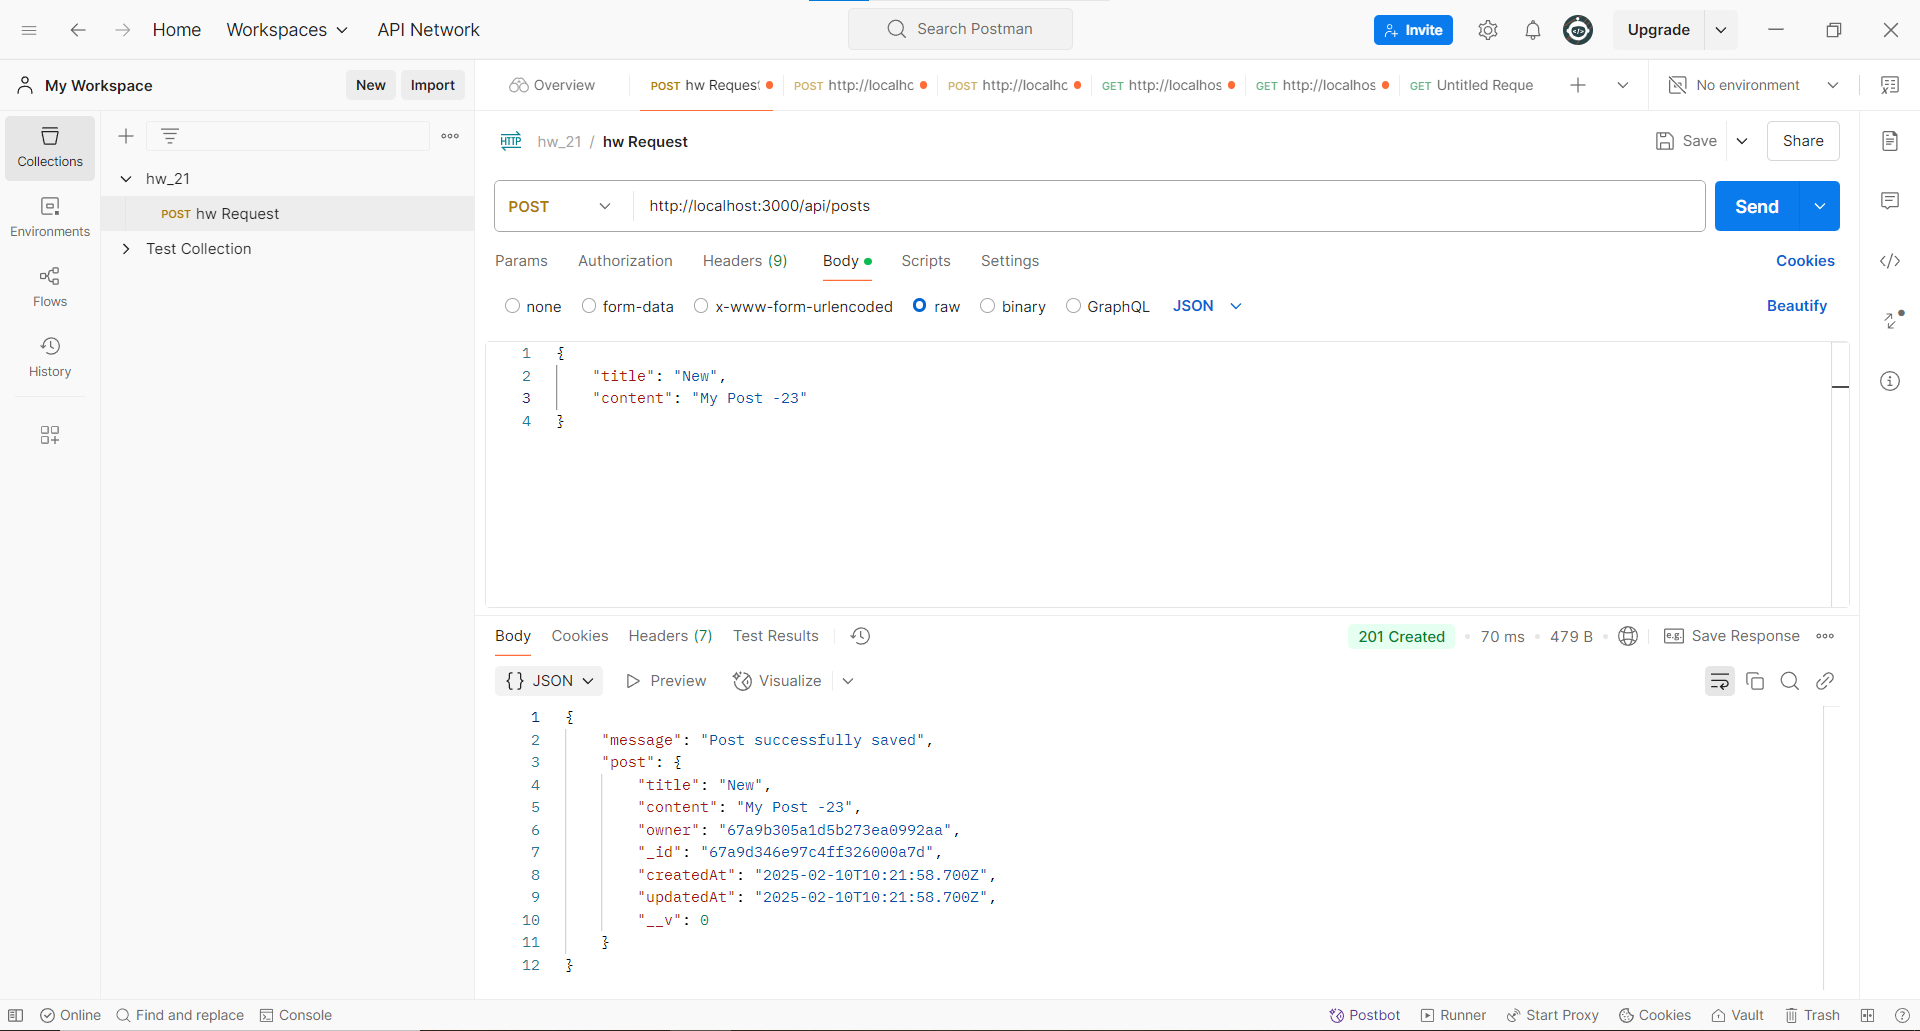 Home
Workspaces
API Network
Search Postman
Invite
Upgrade
My Workspace
New
Import
Overview
POST hw Request
POST http://localhc
POST http://localhc
GET http://localhos
GET http://localhos
GET Untitled Reque
No environment
Collections
Environments
Flows
History
hw_21
POST hw Request
Test Collection
HTTP hw_21 / hw Request
Save
Share
POST
http://localhost:3000/api/posts
Send
Params
Authorization
Headers (9)
Body
Scripts
Settings
Cookies
none
form-data
x-www-form-urlencoded
raw
binary
GraphQL
JSON
Beautify
1 {
2 "title": "New",
3 "content": "My Post -23"
4 }
Body
Cookies
Headers (7)
Test Results
201 Created
70 ms
479 B
e.g. Save Response
{} JSON
Preview
Visualize
1 {
2 "message": "Post successfully saved",
3 "post": {
4 "title": "New",
5 "content": "My Post -23",
6 "owner": "67a9b305a1d5b273ea0992aa",
7 "_id": "67a9d346e97c4ff326000a7d",
8 "createdAt": "2025-02-10T10:21:58.700Z",
9 "updatedAt": "2025-02-10T10:21:58.700Z",
10 "__v": 0
11 }
12 }
Online
Find and replace
Console
Postbot
Runner
Start Proxy
Cookies
Vault
Trash